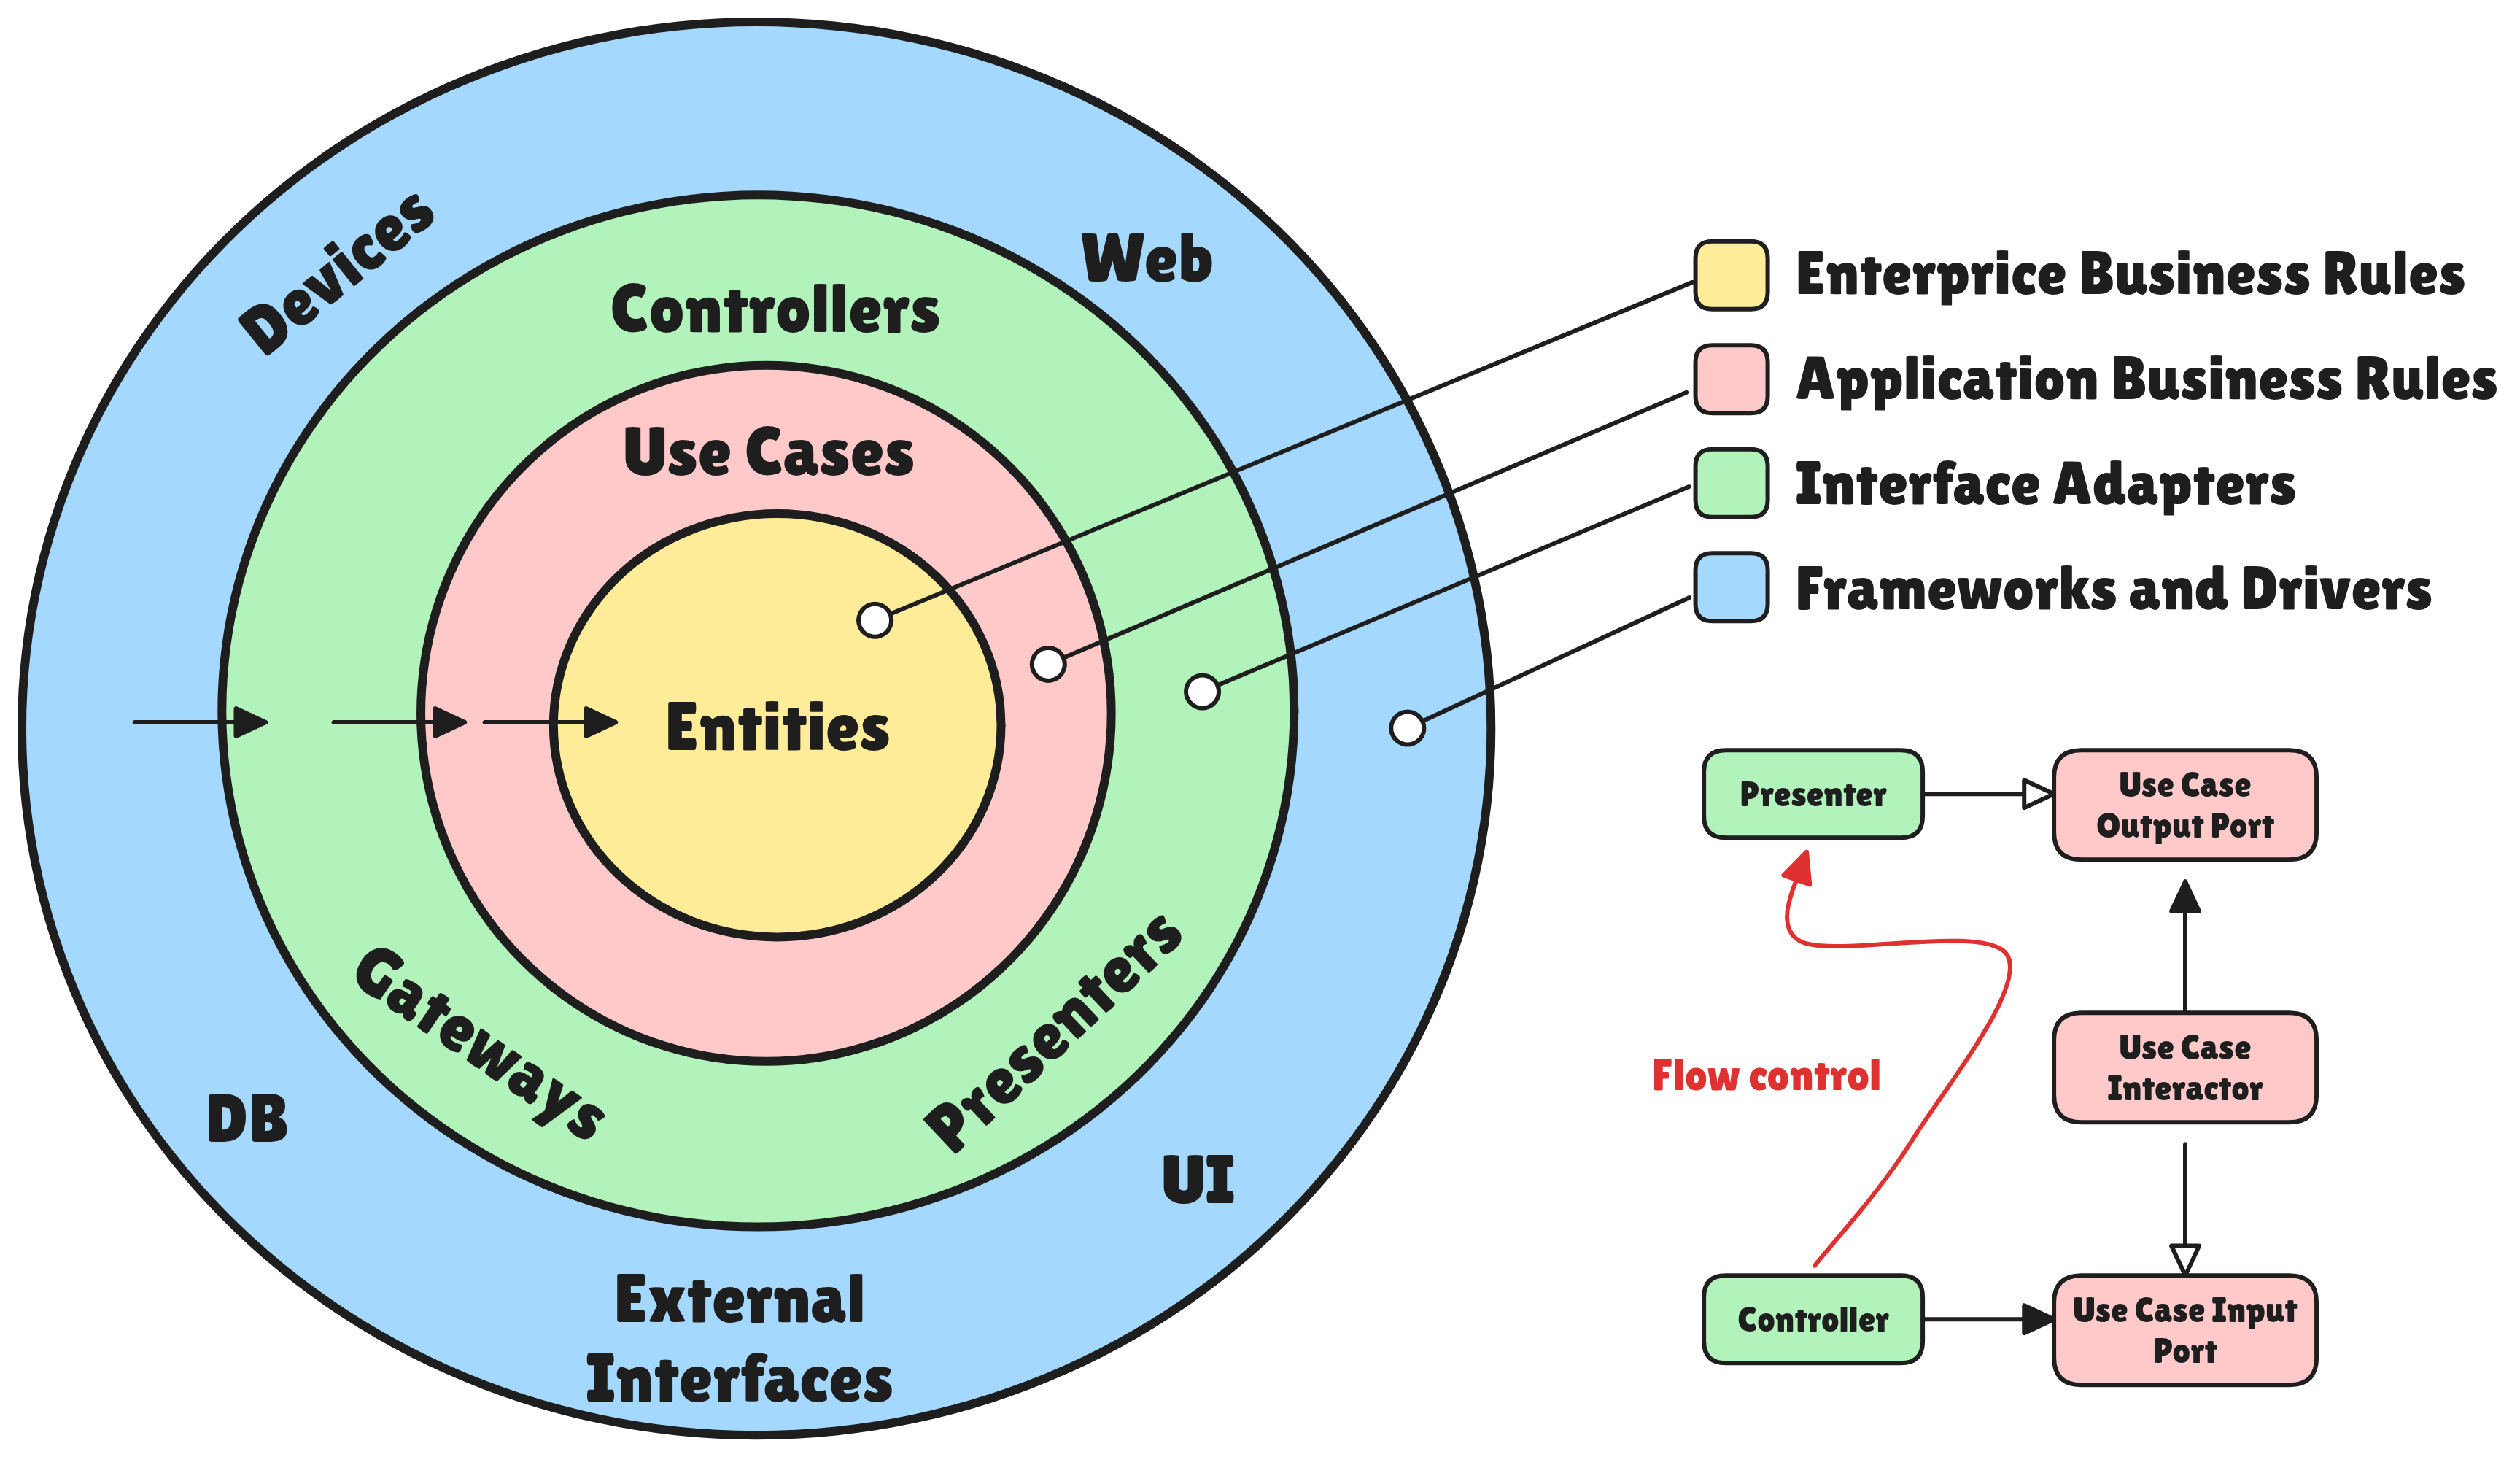 Devices
Web
Controllers
Use Cases
Entities
Gateways
Presenters
DB
UI
External
Interfaces
Enterprice Business Rules
Application Business Rules
Interface Adapters
Frameworks and Drivers
Presenter
Use Case
Output Port
Flow control
Use Case
Interactor
Controller
Use Case Input
Port